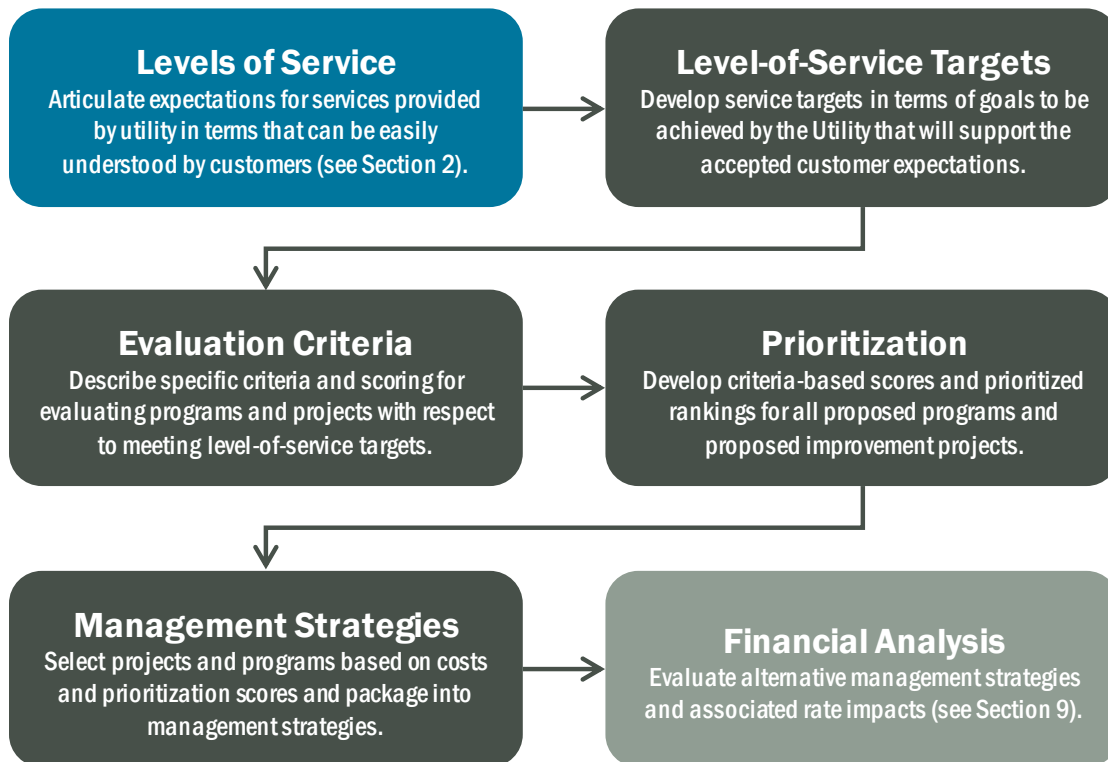 Levels of Service
Articulate expectations for services provided
by utility in terms that can be easily
understood by customers (see Section 2).
Level-of-Service Targets
Develop service targets in terms of goals to be
achieved by the Utility that will support the
accepted customer expectations.
Evaluation Criteria
Describe specific criteria and scoring for
evaluating programs and projects with respect
to meeting level-of-service targets.
Prioritization
Develop criteria-based scores and prioritized
rankings for all proposed programs and
proposed improvement projects.
Management Strategies
Select projects and programs based on costs
and prioritization scores and package into
management strategies.
Financial Analysis
Evaluate alternative management strategies
and associated rate impacts (see Section 9).